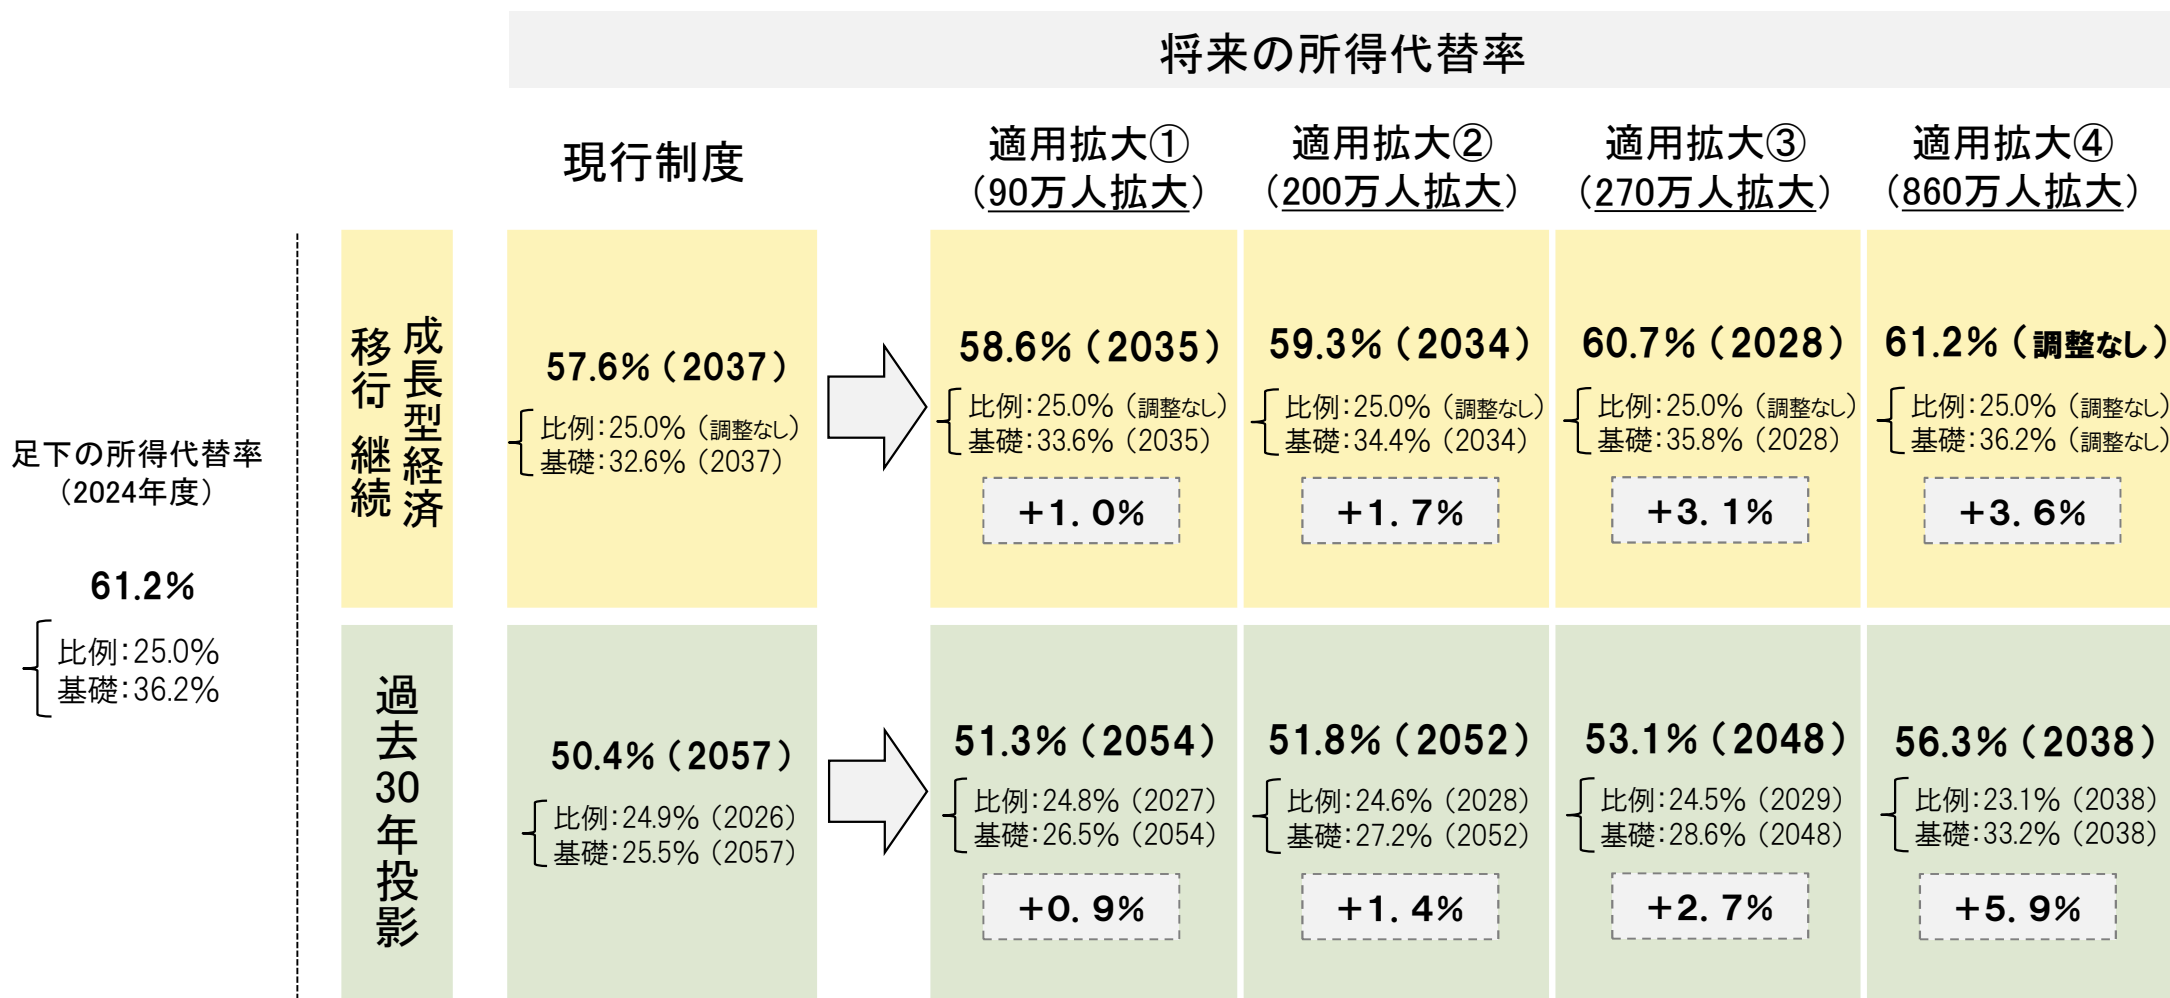 将来の所得代替率
現行制度
適用拡大①
（90万人拡大）
適用拡大②
（200万人拡大）
適用拡大③
（270万人拡大）
適用拡大④
（860万人拡大）
足下の所得代替率
（2024年度）
61.2%
比例：25.0%
基礎：36.2%
成長型経済
移行・継続
57.6%（2037）
比例：25.0%（調整なし）
基礎：32.6%（2037）
58.6%（2035）
比例：25.0%（調整なし）
基礎：33.6%（2035）
+1.0%
59.3%（2034）
比例：25.0%（調整なし）
基礎：34.4%（2034）
+1.7%
60.7%（2028）
比例：25.0%（調整なし）
基礎：35.8%（2028）
+3.1%
61.2%（調整なし）
比例：25.0%（調整なし）
基礎：36.2%（調整なし）
+3.6%
過去30年投影
50.4%（2057）
比例：24.9%（2026）
基礎：25.5%（2057）
51.3%（2054）
比例：24.8%（2027）
基礎：26.5%（2054）
+0.9%
51.8%（2052）
比例：24.6%（2028）
基礎：27.2%（2052）
+1.4%
53.1%（2048）
比例：24.5%（2029）
基礎：28.6%（2048）
+2.7%
56.3%（2038）
比例：23.1%（2038）
基礎：33.2%（2038）
+5.9%